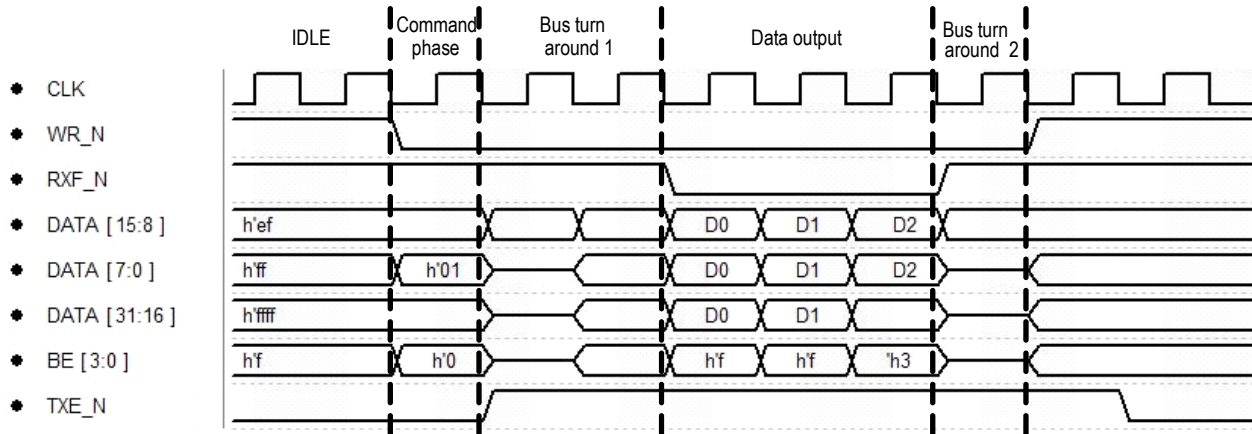 IDLE
Command
phase
Bus turn
around 1
Data output
Bus turn
around 2
CLK
WR_N
RXF_N
DATA [ 15:8 ] h'ef D0 D1 D2
DATA [7:0 ] h'ff h'01 D0 D1 D2
DATA [31:16 ] h'ffff D0 D1
BE [ 3:0 ] h'f h'0 h'f h'f 'h3
TXE_N